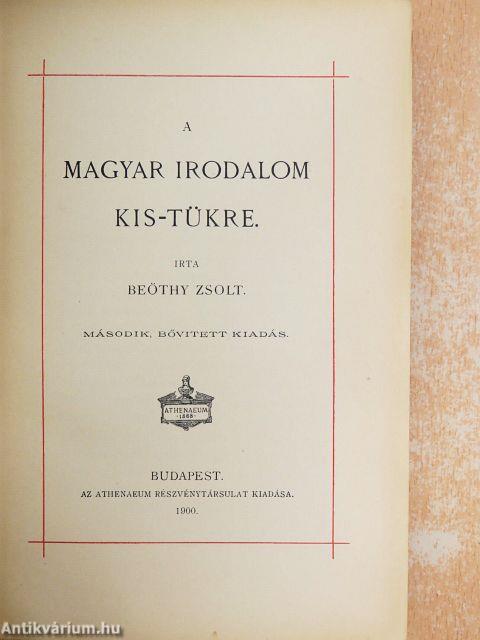 A
MAGYAR IRODALOM
KIS-TÜKRE.
IRTA
BEÖTHY ZSOLT.
MÁSODIK, BŐVITETT KIADÁS.
ATHENAEUM
·1868·
BUDAPEST.
AZ ATHENAEUM RÉSZVÉNYTÁRSULAT KIADÁSA.
1900.
Antikvárium.hu